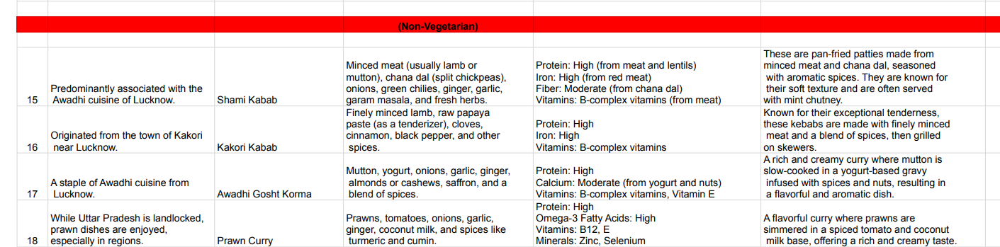 (Non-Vegetarian)
15
Predominantly associated with the
Awadhi cuisine of Lucknow.
Shami Kabab
Minced meat (usually lamb or
mutton), chana dal (split chickpeas),
onions, green chilies, ginger, garlic,
garam masala, and fresh herbs.
Protein: High (from meat and lentils)
Iron: High (from red meat)
Fiber: Moderate (from chana dal)
Vitamins: B-complex vitamins (from meat)
These are pan-fried patties made from
minced meat and chana dal, seasoned
with aromatic spices. They are known for
their soft texture and are often served
with mint chutney.
16
Originated from the town of Kakori
near Lucknow.
Kakori Kabab
Finely minced lamb, raw papaya
paste (as a tenderizer), cloves,
cinnamon, black pepper, and other
spices.
Protein: High
Iron: High
Vitamins: B-complex vitamins
Known for their exceptional tenderness,
these kebabs are made with finely minced
meat and a blend of spices, then grilled
on skewers.
17
A staple of Awadhi cuisine from
Lucknow.
Awadhi Gosht Korma
Mutton, yogurt, onions, garlic, ginger,
almonds or cashews, saffron, and a
blend of spices.
Protein: High
Calcium: Moderate (from yogurt and nuts)
Vitamins: B-complex vitamins, Vitamin E
A rich and creamy curry where mutton is
slow-cooked in a yogurt-based gravy
infused with spices and nuts, resulting in
a flavorful and aromatic dish.
18
While Uttar Pradesh is landlocked,
prawn dishes are enjoyed,
especially in regions.
Prawn Curry
Prawns, tomatoes, onions, garlic,
ginger, coconut milk, and spices like
turmeric and cumin.
Protein: High
Omega-3 Fatty Acids: High
Vitamins: B12, E
Minerals: Zinc, Selenium
A flavorful curry where prawns are
simmered in a spiced tomato and coconut
milk base, offering a rich and creamy taste.